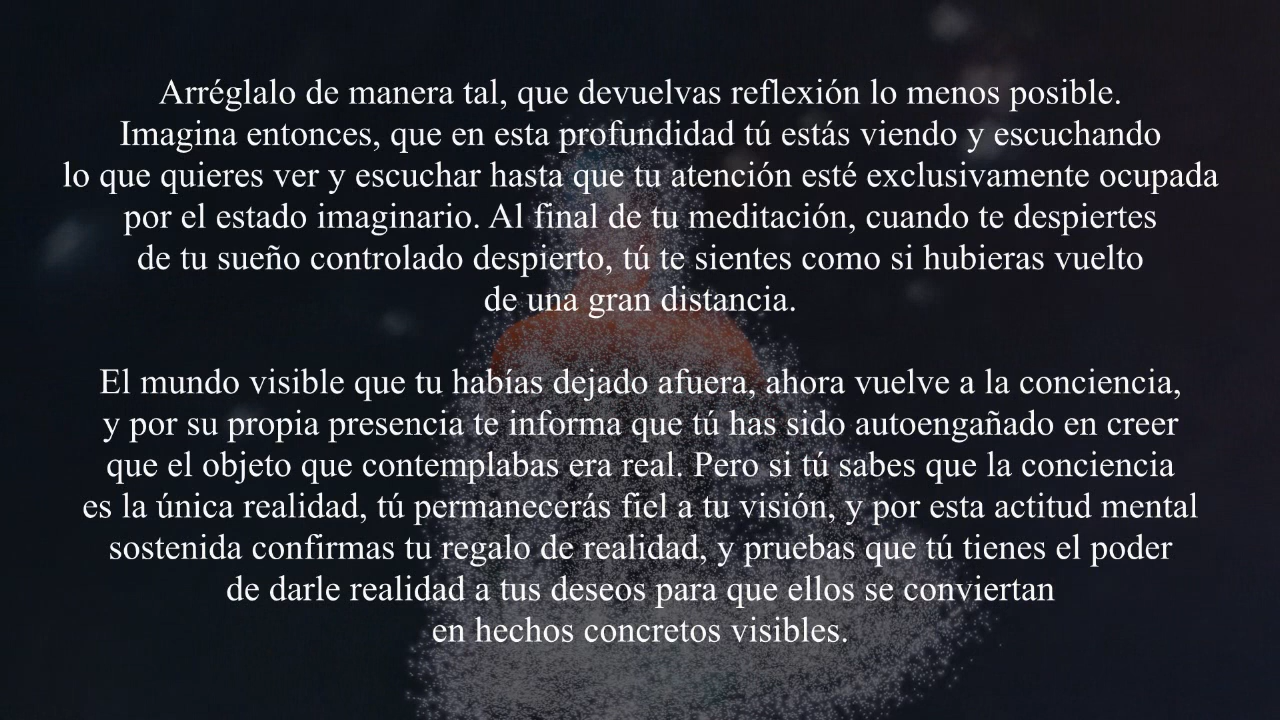 Arréglalo de manera tal, que devuelvas reflexión lo menos posible.
Imagina entonces, que en esta profundidad tú estás viendo y escuchando
lo que quieres ver y escuchar hasta que tu atención esté exclusivamente ocupada
por el estado imaginario. Al final de tu meditación, cuando te despiertes
de tu sueño controlado despierto, tú te sientes como si hubieras vuelto
de una gran distancia.
El mundo visible que tu habías dejado afuera, ahora vuelve a la conciencia,
y por su propia presencia te informa que tú has sido autoengañado en creer
que el objeto que contemplabas era real. Pero si tú sabes que la conciencia
es la única realidad, tú permanecerás fiel a tu visión, y por esta actitud mental
sostenida confirmas tu regalo de realidad, y pruebas que tú tienes el poder
de darle realidad a tus deseos para que ellos se conviertan
en hechos concretos visibles.